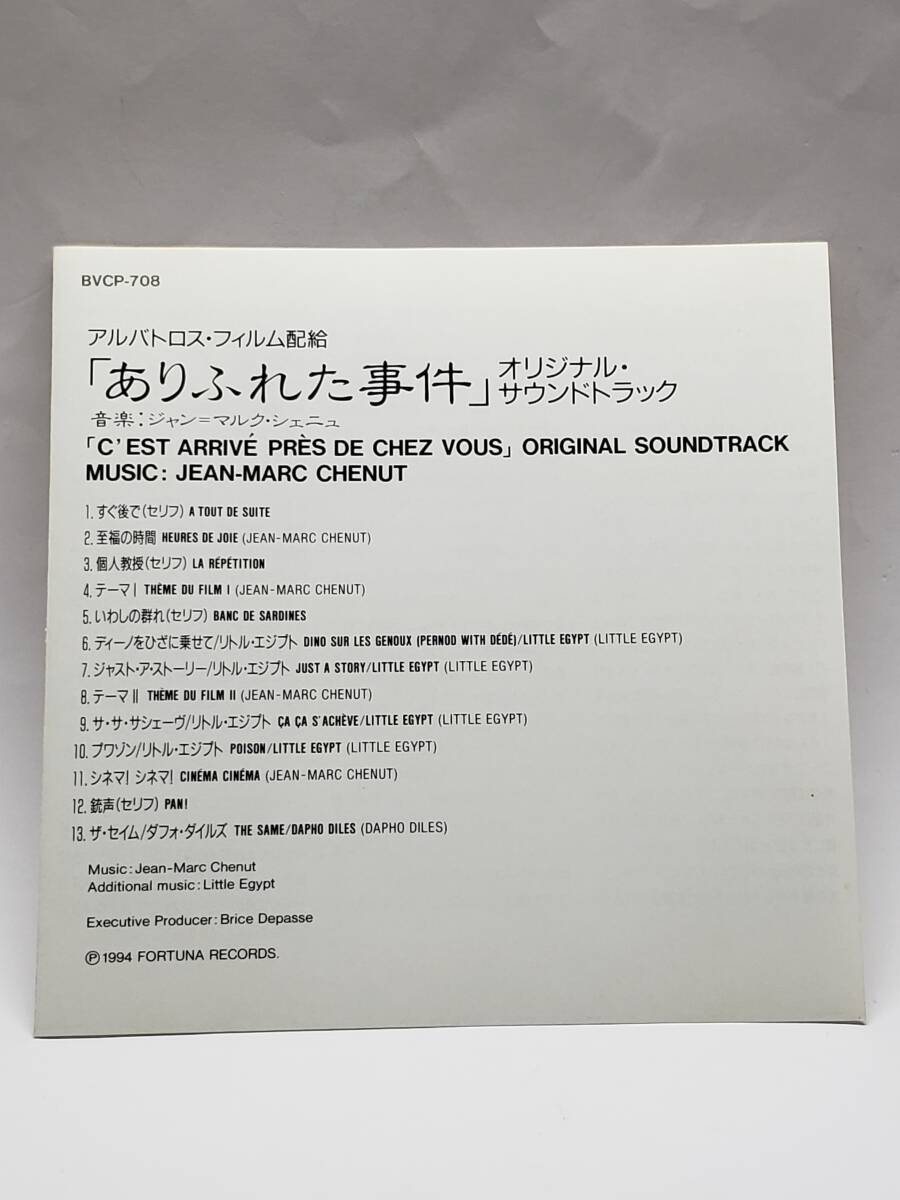 BVCP-708
アルバトロス・フィルム配給
「ありふれた事件」オリジナル・サウンドトラック
音楽:ジャン=マルク・シェニュ
「C'EST ARRIVÉ PRÈS DE CHEZ VOUS」 ORIGINAL SOUNDTRACK
MUSIC: JEAN-MARC CHENUT
1. すぐ後で(セリフ) A TOUT DE SUITE
2. 至福の時間 HEURES DE JOIE (JEAN-MARC CHENUT)
3. 個人教授(セリフ) LA RÉPÉTITION
4. テーマⅠ THÈME DU FILM I (JEAN-MARC CHENUT)
5. いわしの群れ(セリフ) BANC DE SARDINES
6. ディーノをひざに乗せて/リトル・エジプト DINO SUR LES GENOUX (PERNOD WITH DÉDÉ)/LITTLE EGYPT (LITTLE EGYPT)
7. ジャスト・ア・ストーリー/リトル・エジプト JUST A STORY/LITTLE EGYPT (LITTLE EGYPT)
8. テーマⅡ THÈME DU FILM II (JEAN-MARC CHENUT)
9. サ・サ・サシェーヴ/リトル・エジプト ÇA ÇA S'ACHÈVE/LITTLE EGYPT (LITTLE EGYPT)
10. プワゾン/リトル・エジプト POISON/LITTLE EGYPT (LITTLE EGYPT)
11. シネマ! シネマ! CINÉMA CINÉMA (JEAN-MARC CHENUT)
12. 銃声(セリフ) PAN!
13. ザ・セイム/ダフォ・ダイルズ THE SAME/DAPHO DILES (DAPHO DILES)
Music: Jean-Marc Chenut
Additional music: Little Egypt
Executive Producer: Brice Depasse
Ⓟ1994 FORTUNA RECORDS.